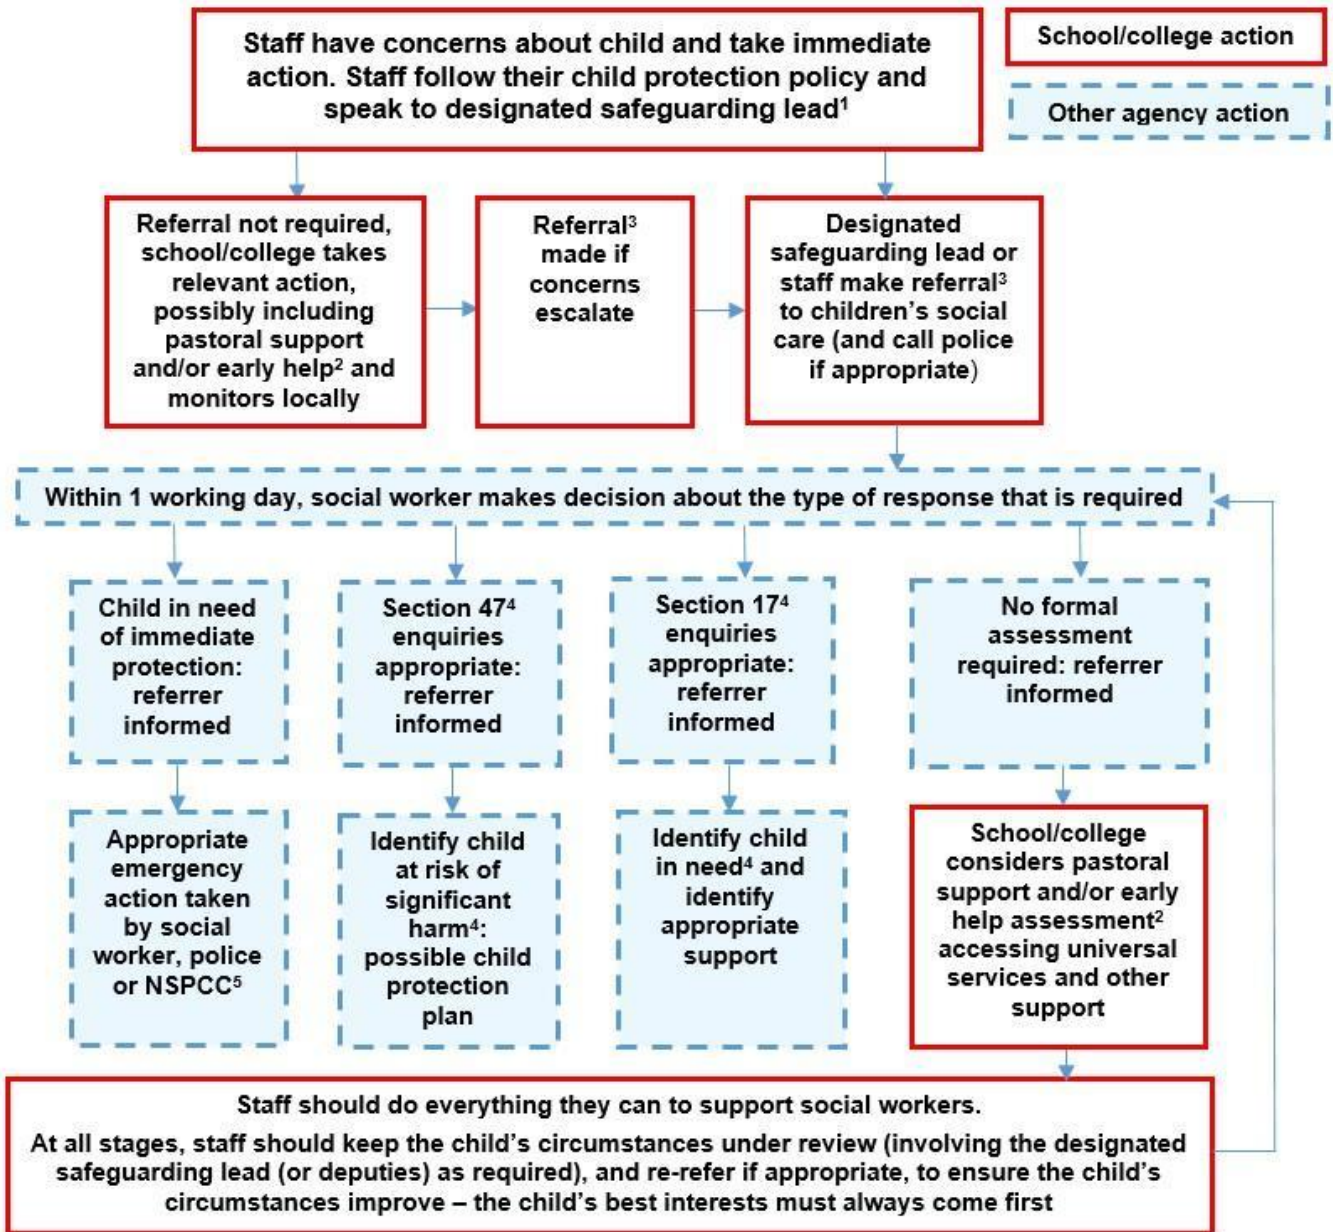 Staff have concerns about child and take immediate
action. Staff follow their child protection policy and
speak to designated safeguarding lead¹
School/college action
Other agency action
Referral not required,
school/college takes
relevant action,
possibly including
pastoral support
and/or early help² and
monitors locally
Referral³
made if
concerns
escalate
Designated
safeguarding lead or
staff make referral³
to children’s social
care (and call police
if appropriate)
Within 1 working day, social worker makes decision about the type of response that is required
Child in need
of immediate
protection:
referrer
informed
Section 47⁴
enquiries
appropriate:
referrer
informed
Section 17⁴
enquiries
appropriate:
referrer
informed
No formal
assessment
required: referrer
informed
Appropriate
emergency
action taken
by social
worker, police
or NSPCC⁵
Identify child
at risk of
significant
harm⁴:
possible child
protection
plan
Identify child
in need⁴ and
identify
appropriate
support
School/college
considers pastoral
support and/or early
help assessment²
accessing universal
services and other
support
Staff should do everything they can to support social workers.
At all stages, staff should keep the child’s circumstances under review (involving the designated
safeguarding lead (or deputies) as required), and re-refer if appropriate, to ensure the child’s
circumstances improve – the child’s best interests must always come first